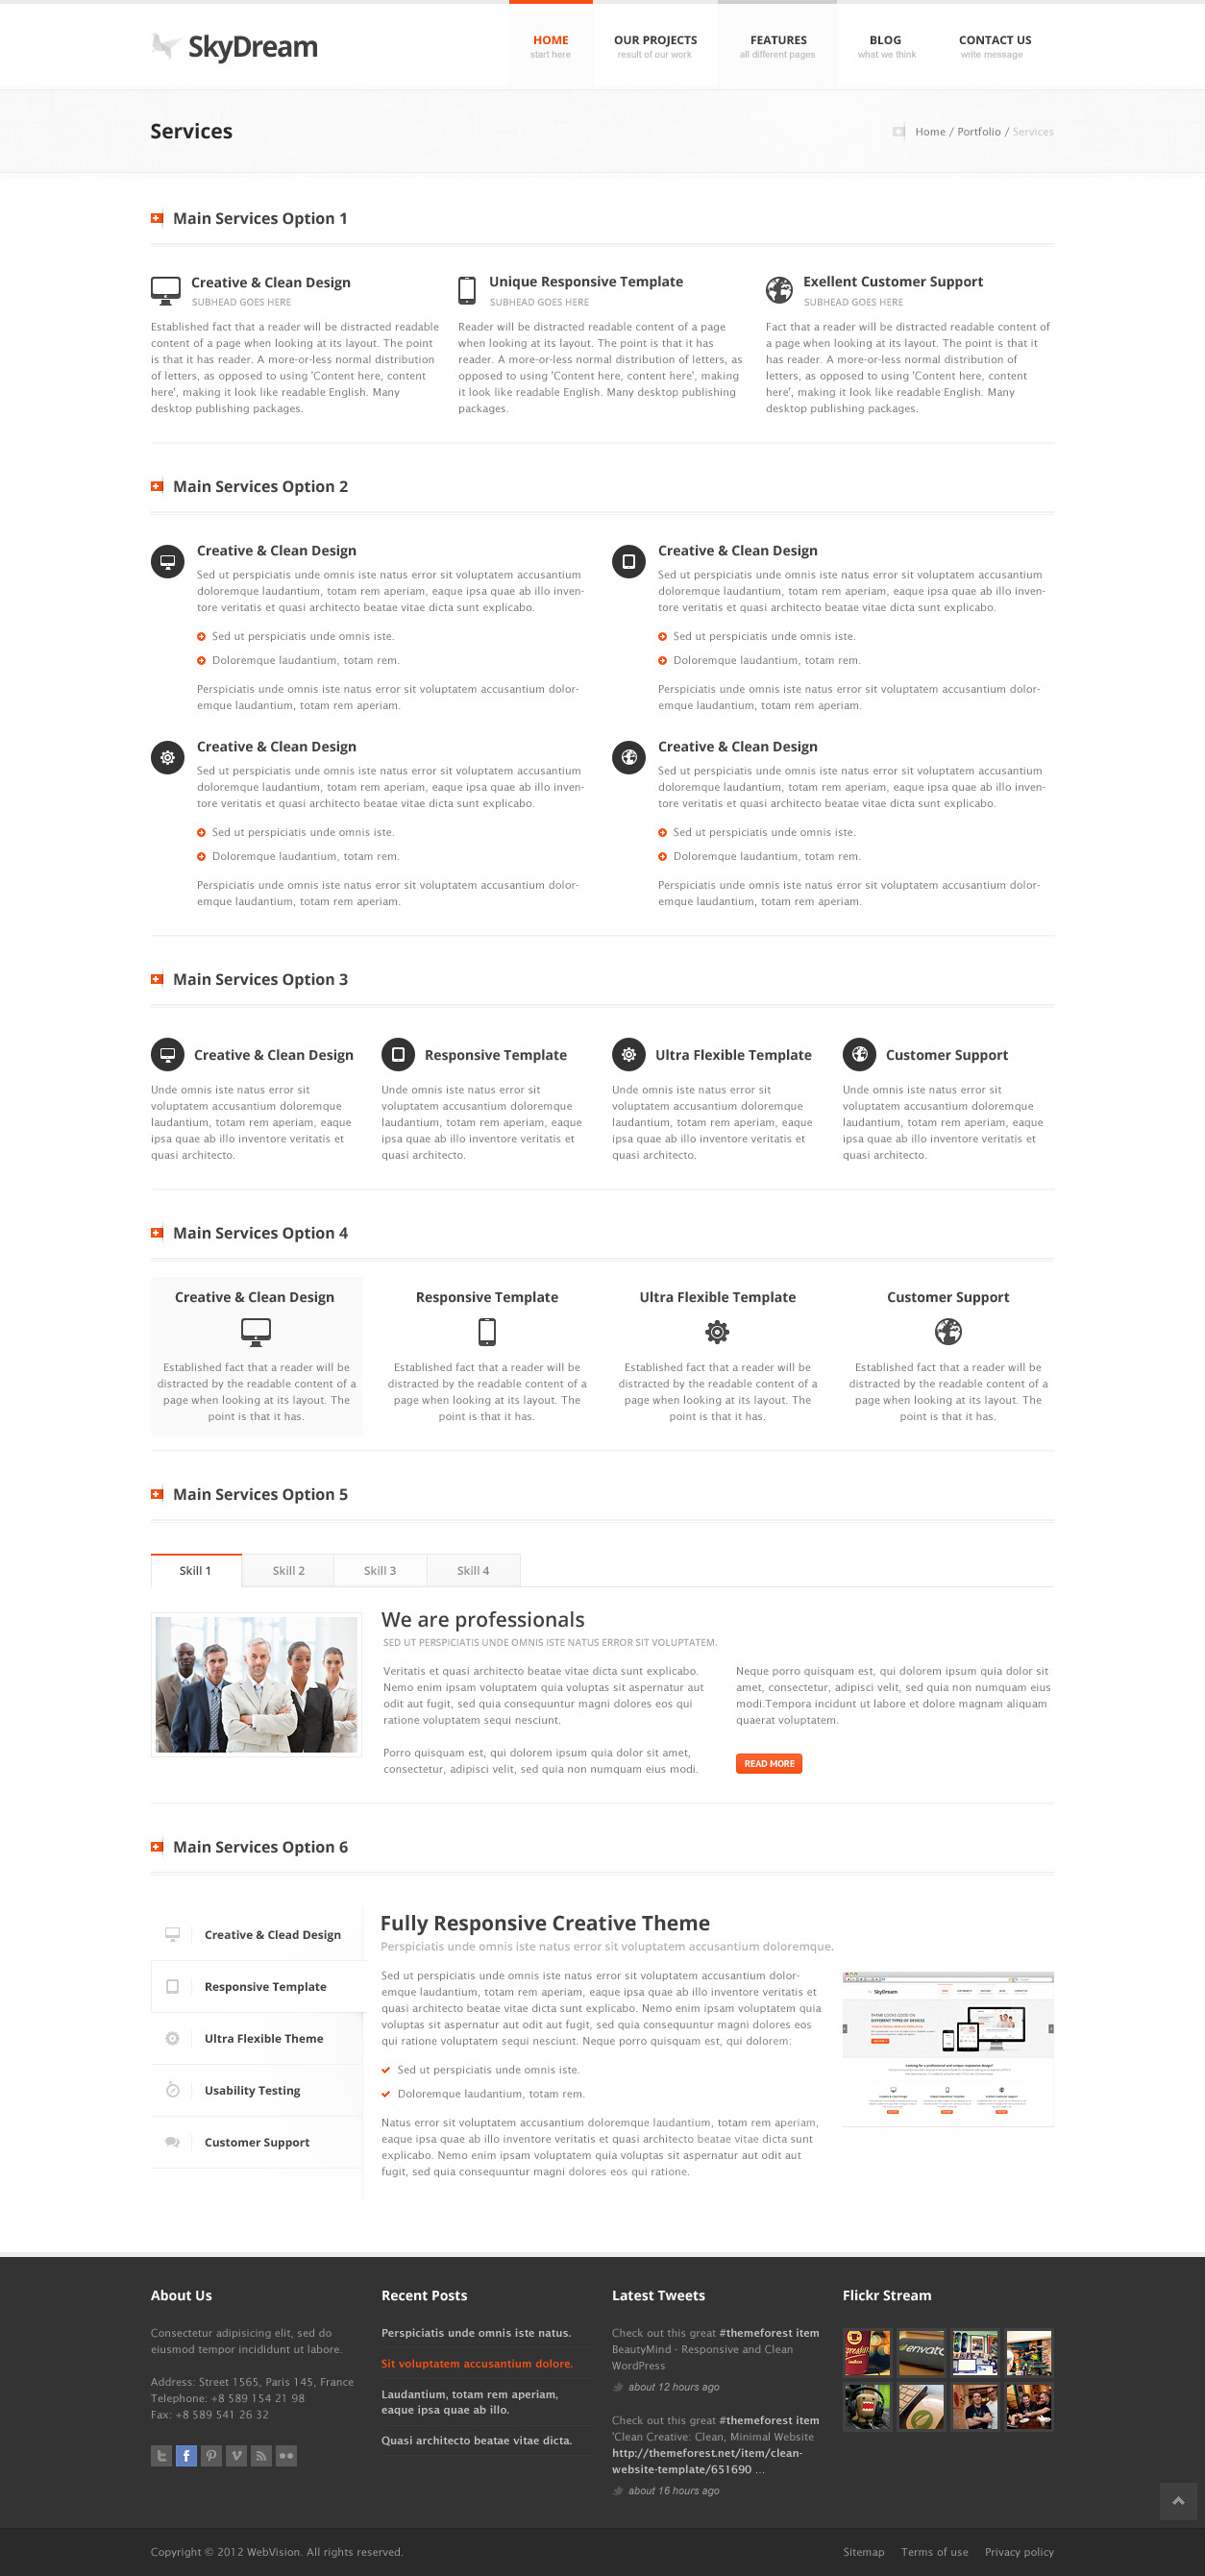 SkyDream
HOME
start here
OUR PROJECTS
result of our work
FEATURES
all different pages
BLOG
what we think
CONTACT US
write message
Services
Home / Portfolio / Services
Main Services Option 1
Creative & Clean Design
SUBHEAD GOES HERE
Established fact that a reader will be distracted readable
content of a page when looking at its layout. The point
is that it has reader. A more-or-less normal distribution
of letters, as opposed to using 'Content here, content
here', making it look like readable English. Many
desktop publishing packages.
Unique Responsive Template
SUBHEAD GOES HERE
Reader will be distracted readable content of a page
when looking at its layout. The point is that it has
reader. A more-or-less normal distribution of letters, as
opposed to using 'Content here, content here', making
it look like readable English. Many desktop publishing
packages.
Exellent Customer Support
SUBHEAD GOES HERE
Fact that a reader will be distracted readable content of
a page when looking at its layout. The point is that it
has reader. A more-or-less normal distribution of
letters, as opposed to using 'Content here, content
here', making it look like readable English. Many
desktop publishing packages.
Main Services Option 2
Creative & Clean Design
Sed ut perspiciatis unde omnis iste natus error sit voluptatem accusantium
doloremque laudantium, totam rem aperiam, eaque ipsa quae ab illo inven-
tore veritatis et quasi architecto beatae vitae dicta sunt explicabo.
Sed ut perspiciatis unde omnis iste.
Doloremque laudantium, totam rem.
Perspiciatis unde omnis iste natus error sit voluptatem accusantium dolor-
emque laudantium, totam rem aperiam.
Creative & Clean Design
Sed ut perspiciatis unde omnis iste natus error sit voluptatem accusantium
doloremque laudantium, totam rem aperiam, eaque ipsa quae ab illo inven-
tore veritatis et quasi architecto beatae vitae dicta sunt explicabo.
Sed ut perspiciatis unde omnis iste.
Doloremque laudantium, totam rem.
Perspiciatis unde omnis iste natus error sit voluptatem accusantium dolor-
emque laudantium, totam rem aperiam.
Creative & Clean Design
Sed ut perspiciatis unde omnis iste natus error sit voluptatem accusantium
doloremque laudantium, totam rem aperiam, eaque ipsa quae ab illo inven-
tore veritatis et quasi architecto beatae vitae dicta sunt explicabo.
Sed ut perspiciatis unde omnis iste.
Doloremque laudantium, totam rem.
Perspiciatis unde omnis iste natus error sit voluptatem accusantium dolor-
emque laudantium, totam rem aperiam.
Creative & Clean Design
Sed ut perspiciatis unde omnis iste natus error sit voluptatem accusantium
doloremque laudantium, totam rem aperiam, eaque ipsa quae ab illo inven-
tore veritatis et quasi architecto beatae vitae dicta sunt explicabo.
Sed ut perspiciatis unde omnis iste.
Doloremque laudantium, totam rem.
Perspiciatis unde omnis iste natus error sit voluptatem accusantium dolor-
emque laudantium, totam rem aperiam.
Main Services Option 3
Creative & Clean Design
Unde omnis iste natus error sit
voluptatem accusantium doloremque
laudantium, totam rem aperiam, eaque
ipsa quae ab illo inventore veritatis et
quasi architecto.
Responsive Template
Unde omnis iste natus error sit
voluptatem accusantium doloremque
laudantium, totam rem aperiam, eaque
ipsa quae ab illo inventore veritatis et
quasi architecto.
Ultra Flexible Template
Unde omnis iste natus error sit
voluptatem accusantium doloremque
laudantium, totam rem aperiam, eaque
ipsa quae ab illo inventore veritatis et
quasi architecto.
Customer Support
Unde omnis iste natus error sit
voluptatem accusantium doloremque
laudantium, totam rem aperiam, eaque
ipsa quae ab illo inventore veritatis et
quasi architecto.
Main Services Option 4
Creative & Clean Design
Established fact that a reader will be
distracted by the readable content of a
page when looking at its layout. The
point is that it has.
Responsive Template
Established fact that a reader will be
distracted by the readable content of a
page when looking at its layout. The
point is that it has.
Ultra Flexible Template
Established fact that a reader will be
distracted by the readable content of a
page when looking at its layout. The
point is that it has.
Customer Support
Established fact that a reader will be
distracted by the readable content of a
page when looking at its layout. The
point is that it has.
Main Services Option 5
Skill 1
Skill 2
Skill 3
Skill 4
We are professionals
SED UT PERSPICIATIS UNDE OMNIS ISTE NATUS ERROR SIT VOLUPTATEM.
Veritatis et quasi architecto beatae vitae dicta sunt explicabo.
Nemo enim ipsam voluptatem quia voluptas sit aspernatur aut
odit aut fugit, sed quia consequuntur magni dolores eos qui
ratione voluptatem sequi nesciunt.
Porro quisquam est, qui dolorem ipsum quia dolor sit amet,
consectetur, adipisci velit, sed quia non numquam eius modi.
Neque porro quisquam est, qui dolorem ipsum quia dolor sit
amet, consectetur, adipisci velit, sed quia non numquam eius
modi.Tempora incidunt ut labore et dolore magnam aliquam
quaerat voluptatem.
READ MORE
Main Services Option 6
Creative & Clead Design
Responsive Template
Ultra Flexible Theme
Usability Testing
Customer Support
Fully Responsive Creative Theme
Perspiciatis unde omnis iste natus error sit voluptatem accusantium doloremque.
Sed ut perspiciatis unde omnis iste natus error sit voluptatem accusantium dolor-
emque laudantium, totam rem aperiam, eaque ipsa quae ab illo inventore veritatis et
quasi architecto beatae vitae dicta sunt explicabo. Nemo enim ipsam voluptatem quia
voluptas sit aspernatur aut odit aut fugit, sed quia consequuntur magni dolores eos
qui ratione voluptatem sequi nesciunt. Neque porro quisquam est, qui dolorem:
Sed ut perspiciatis unde omnis iste.
Doloremque laudantium, totam rem.
Natus error sit voluptatem accusantium doloremque laudantium, totam rem aperiam,
eaque ipsa quae ab illo inventore veritatis et quasi architecto beatae vitae dicta sunt
explicabo. Nemo enim ipsam voluptatem quia voluptas sit aspernatur aut odit aut
fugit, sed quia consequuntur magni dolores eos qui ratione.
SkyDream
THEME LOOKS GOOD ON
DIFFERENT TYPES OF DEVICES
Looking for a professional and unique responsive design?
About Us
Consectetur adipisicing elit, sed do
eiusmod tempor incididunt ut labore.
Address: Street 1565, Paris 145, France
Telephone: +8 589 154 21 98
Fax: +8 589 541 26 32
Recent Posts
Perspiciatis unde omnis iste natus.
Sit voluptatem accusantium dolore.
Laudantium, totam rem aperiam,
eaque ipsa quae ab illo.
Quasi architecto beatae vitae dicta.
Latest Tweets
Check out this great #themeforest item
BeautyMind - Responsive and Clean
WordPress
about 12 hours ago
Check out this great #themeforest item
'Clean Creative: Clean, Minimal Website
http://themeforest.net/item/clean-
website-template/651690 ...
about 16 hours ago
Flickr Stream
envato
Copyright © 2012 WebVision. All rights reserved.
Sitemap
Terms of use
Privacy policy